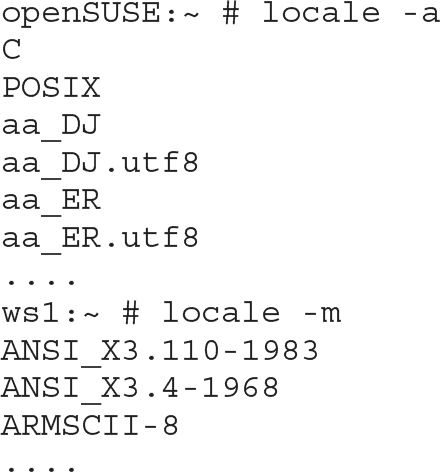 openSUSE:~ # locale -a
C
POSIX
aa_DJ
aa_DJ.utf8
aa_ER
aa_ER.utf8
....
ws1:~ # locale -m
ANSI_X3.110-1983
ANSI_X3.4-1968
ARMSCII-8
....